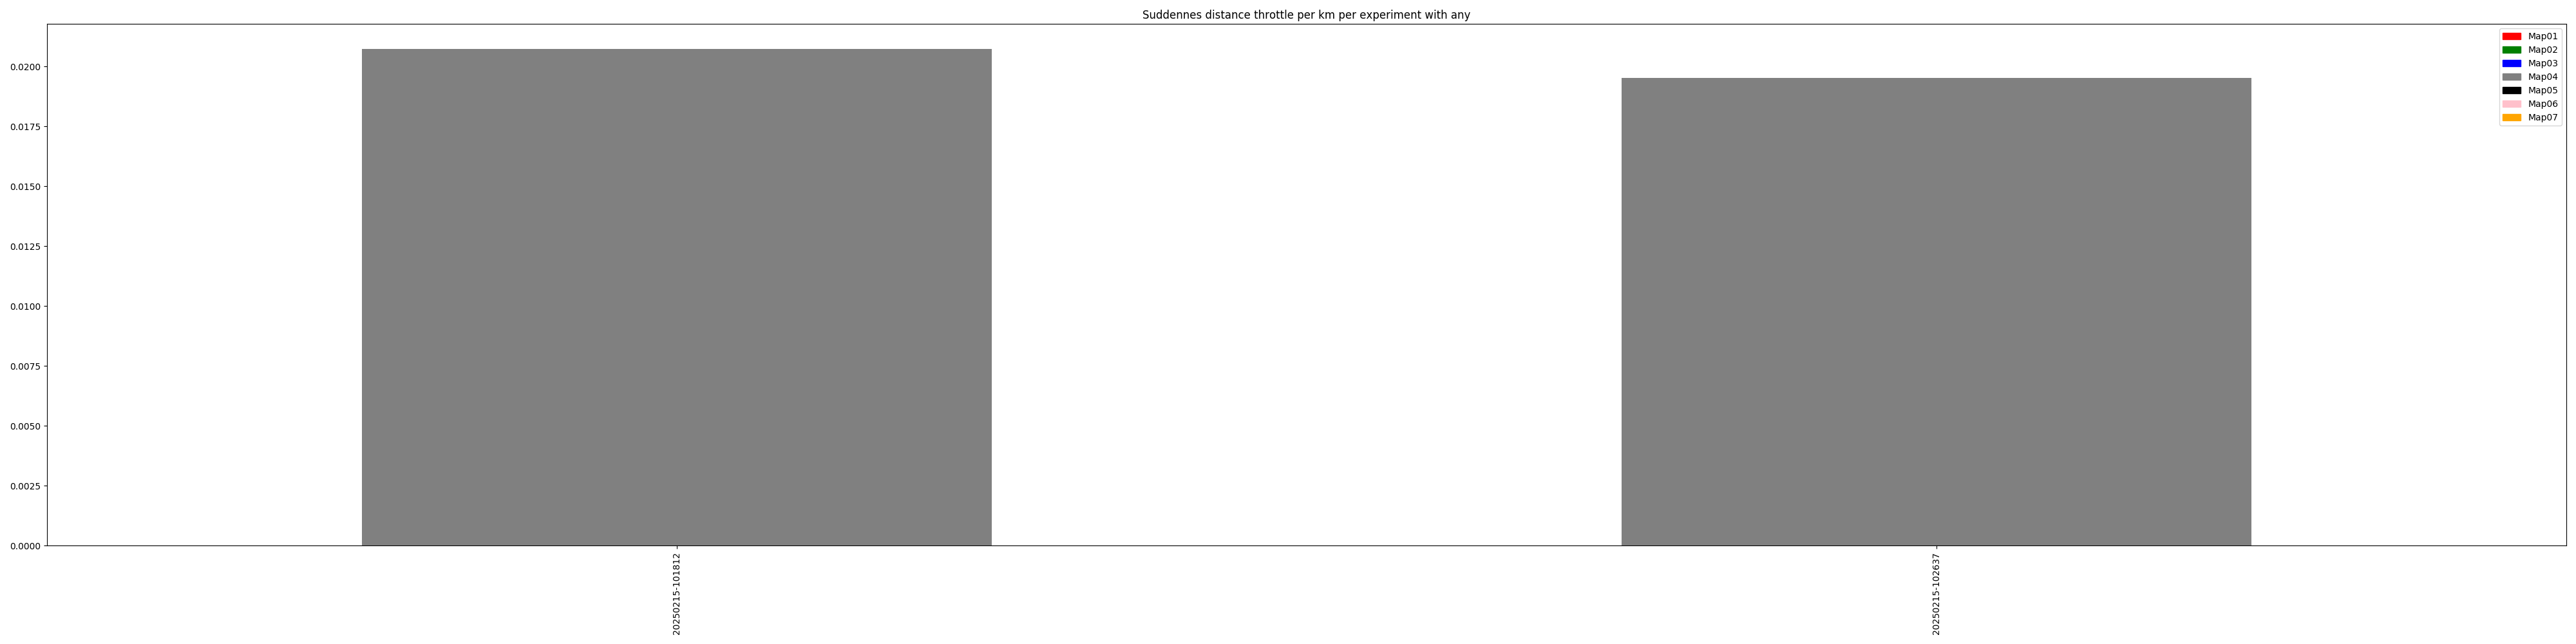 Suddennes distance throttle per km per experiment with any
Map01
Map02
Map03
Map04
Map05
Map06
Map07
0.0200
0.0175
0.0150
0.0125
0.0100
0.0075
0.0050
0.0025
0.0000
20250215-101812
20250215-102637